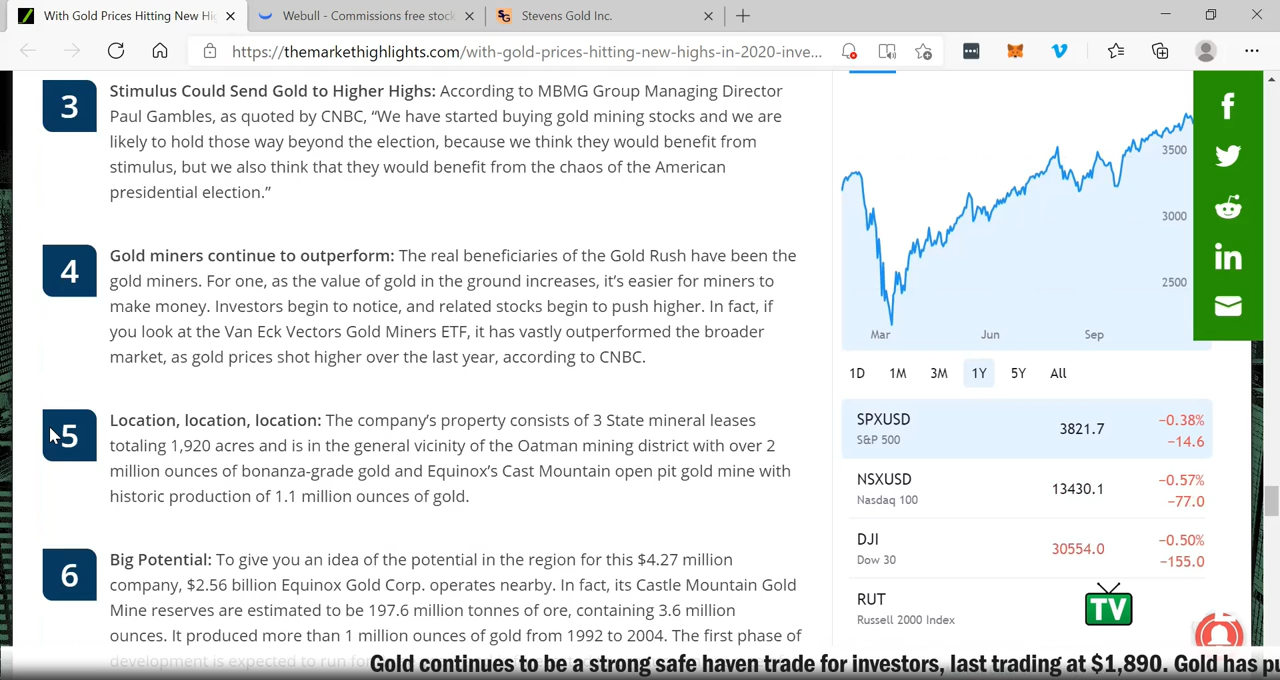 With Gold Prices Hitting New Hi
Webull - Commissions free stock
SG
Stevens Gold Inc.
https://themarkethighlights.com/with-gold-prices-hitting-new-highs-in-2020-inve...
3
Stimulus Could Send Gold to Higher Highs: According to MBMG Group Managing Director
Paul Gambles, as quoted by CNBC, “We have started buying gold mining stocks and we are
likely to hold those way beyond the election, because we think they would benefit from
stimulus, but we also think that they would benefit from the chaos of the American
presidential election.”
4
Gold miners continue to outperform: The real beneficiaries of the Gold Rush have been the
gold miners. For one, as the value of gold in the ground increases, it’s easier for miners to
make money. Investors begin to notice, and related stocks begin to push higher. In fact, if
you look at the Van Eck Vectors Gold Miners ETF, it has vastly outperformed the broader
market, as gold prices shot higher over the last year, according to CNBC.
5
Location, location, location: The company’s property consists of 3 State mineral leases
totaling 1,920 acres and is in the general vicinity of the Oatman mining district with over 2
million ounces of bonanza-grade gold and Equinox’s Cast Mountain open pit gold mine with
historic production of 1.1 million ounces of gold.
6
Big Potential: To give you an idea of the potential in the region for this $4.27 million
company, $2.56 billion Equinox Gold Corp. operates nearby. In fact, its Castle Mountain Gold
Mine reserves are estimated to be 197.6 million tonnes of ore, containing 3.6 million
ounces. It produced more than 1 million ounces of gold from 1992 to 2004. The first phase of
development is expected to run for
3500
3000
2500
Mar Jun Sep
1D 1M 3M 1Y 5Y All
SPXUSD 3821.7 −0.38%
S&P 500 −14.6
NSXUSD 13430.1 −0.57%
Nasdaq 100 −77.0
DJI 30554.0 −0.50%
Dow 30 −155.0
RUT
Russell 2000 Index
TV
f
in
Gold continues to be a strong safe haven trade for investors, last trading at $1,890. Gold has pu